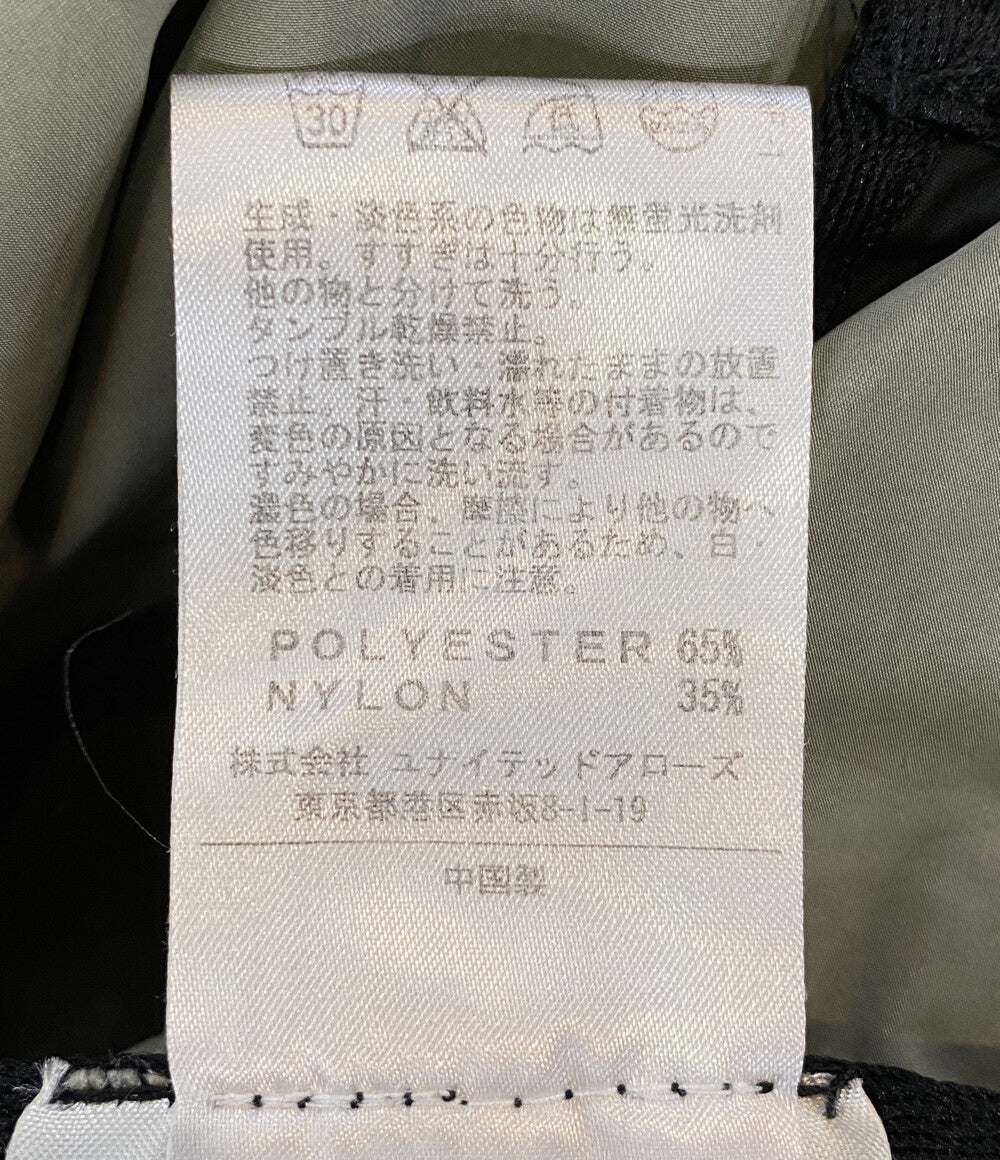 30
生成・淡色系の色物は無蛍光洗剤
使用。すすぎは十分行う。
他の物と分けて洗う。
タンブル乾燥禁止。
つけ置き洗い・濡れたままの放置
禁止。汗・飲料水等の付着物は、
発色の原因となる場合があるので
すみやかに洗い流す。
濃色の場合、摩擦により他の物へ
色移りすることがあるため、白・
淡色との着用に注意。
POLYESTER 65%
NYLON 35%
株式会社 ユナイテッドアローズ
東京都港区赤坂8-1-19
中国製